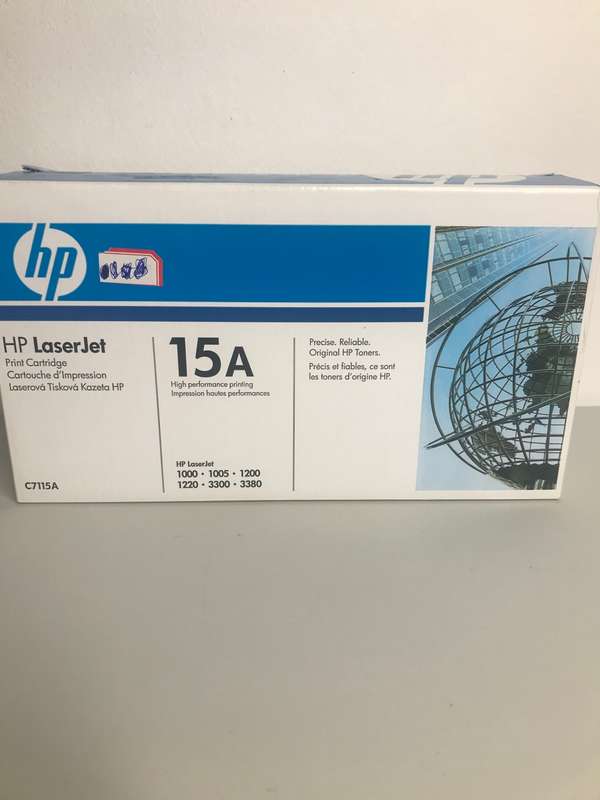 hp
hp
HP LaserJet
Print Cartridge
Cartouche d'Impression
Laserová Tisková Kazeta HP
C7115A
15A
High performance printing
Impression hautes performances
HP LaserJet
1000 • 1005 • 1200
1220 • 3300 • 3380
Precise. Reliable.
Original HP Toners.
Précis et fiables, ce sont
les toners d'origine HP.